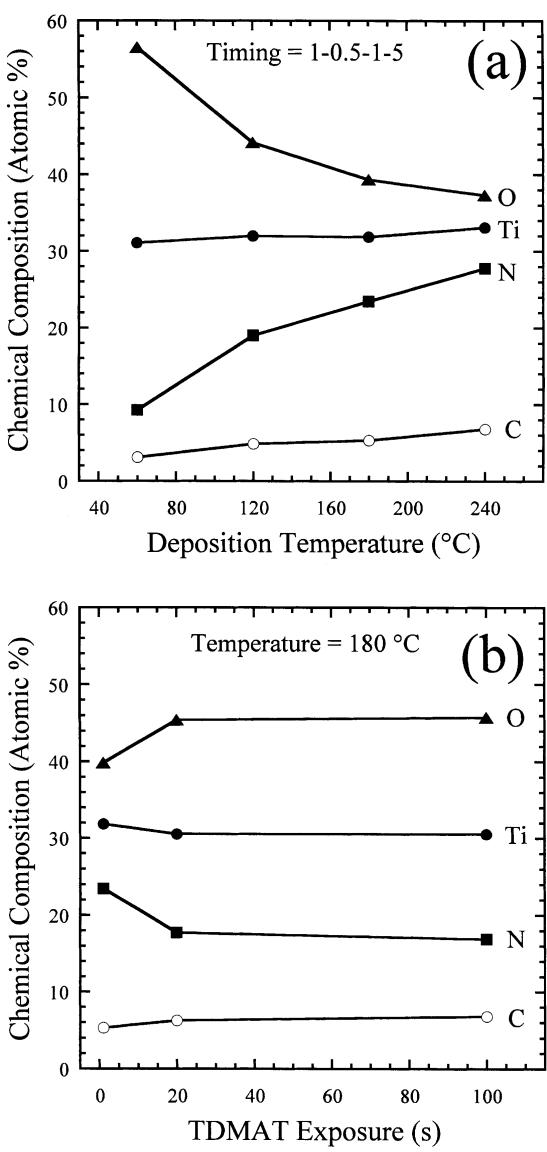 60
Timing = 1-0.5-1-5
(a)
50
40
O
30
Ti
N
20
10
C
0
40 80 120 160 200 240
Deposition Temperature (°C)
Chemical Composition (Atomic %)
60
Temperature = 180 °C
(b)
50
O
40
30
Ti
20
N
10
C
0
0 20 40 60 80 100
TDMAT Exposure (s)
Chemical Composition (Atomic %)